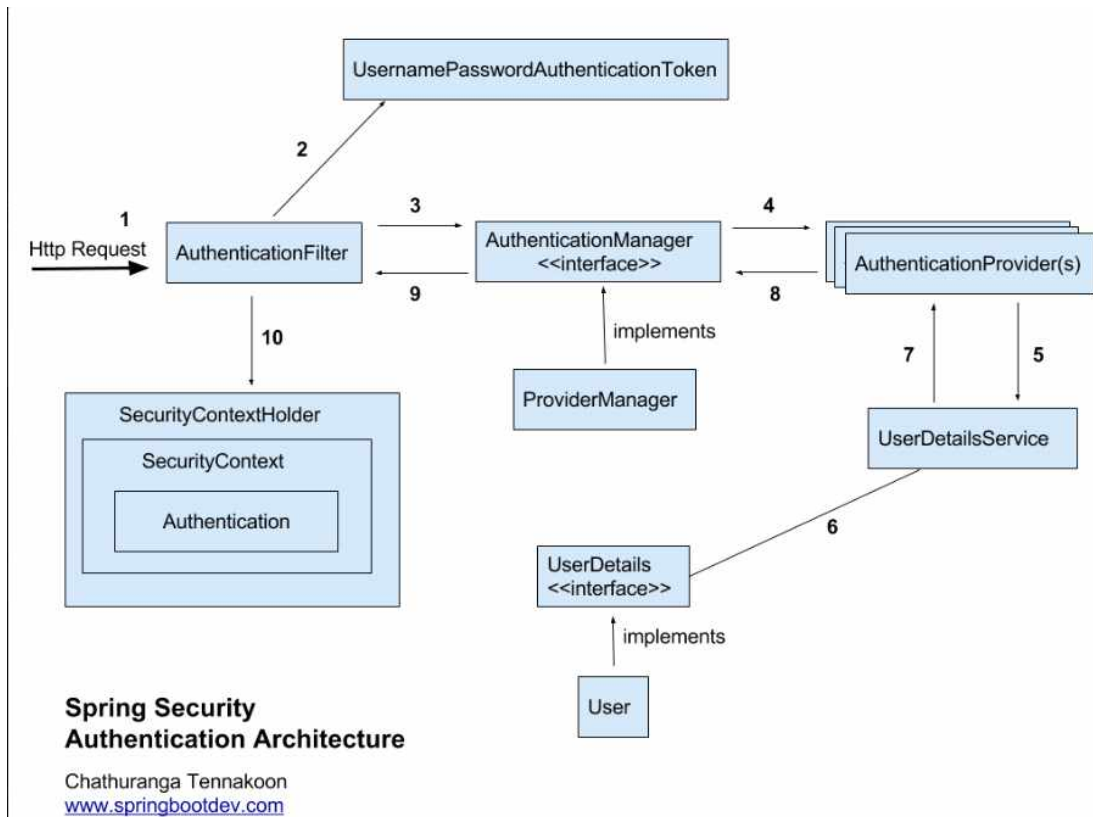 UsernamePasswordAuthenticationToken
2
1
Http Request
AuthenticationFilter
3
AuthenticationManager
<<interface>>
4
AuthenticationProvider(s)
9
8
10
implements
7
5
ProviderManager
SecurityContextHolder
SecurityContext
Authentication
UserDetailsService
6
UserDetails
<<interface>>
implements
User
Spring Security
Authentication Architecture
Chathuranga Tennakoon
www.springbootdev.com